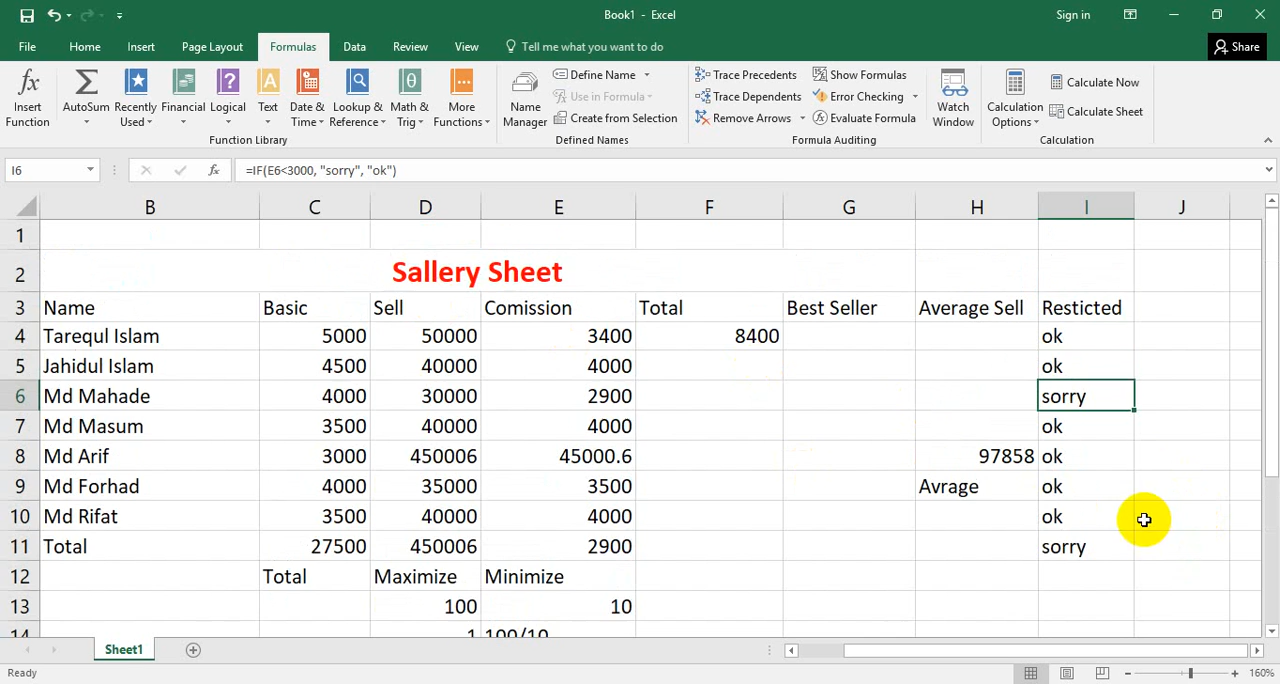 Book1 - Excel
Sign in
File Home Insert Page Layout Formulas Data Review View Tell me what you want to do Share
Insert Function
AutoSum
Recently Used
Financial
Logical
Text
Date & Time
Lookup & Reference
Math & Trig
More Functions
Function Library
Name Manager
Define Name
Use in Formula
Create from Selection
Defined Names
Trace Precedents
Trace Dependents
Remove Arrows
Show Formulas
Error Checking
Evaluate Formula
Formula Auditing
Watch Window
Calculation Options
Calculate Now
Calculate Sheet
Calculation
I6 fx =IF(E6<3000, "sorry", "ok")
B C D E F G H I J
1
2 Sallery Sheet
3 Name Basic Sell Comission Total Best Seller Average Sell Resticted
4 Tarequl Islam 5000 50000 3400 8400 ok
5 Jahidul Islam 4500 40000 4000 ok
6 Md Mahade 4000 30000 2900 sorry
7 Md Masum 3500 40000 4000 ok
8 Md Arif 3000 450006 45000.6 97858 ok
9 Md Forhad 4000 35000 3500 Avrage ok
10 Md Rifat 3500 40000 4000 ok
11 Total 27500 450006 2900 sorry
12 Total Maximize Minimize
13 100 10
14 1 100/10
Sheet1
Ready 160%